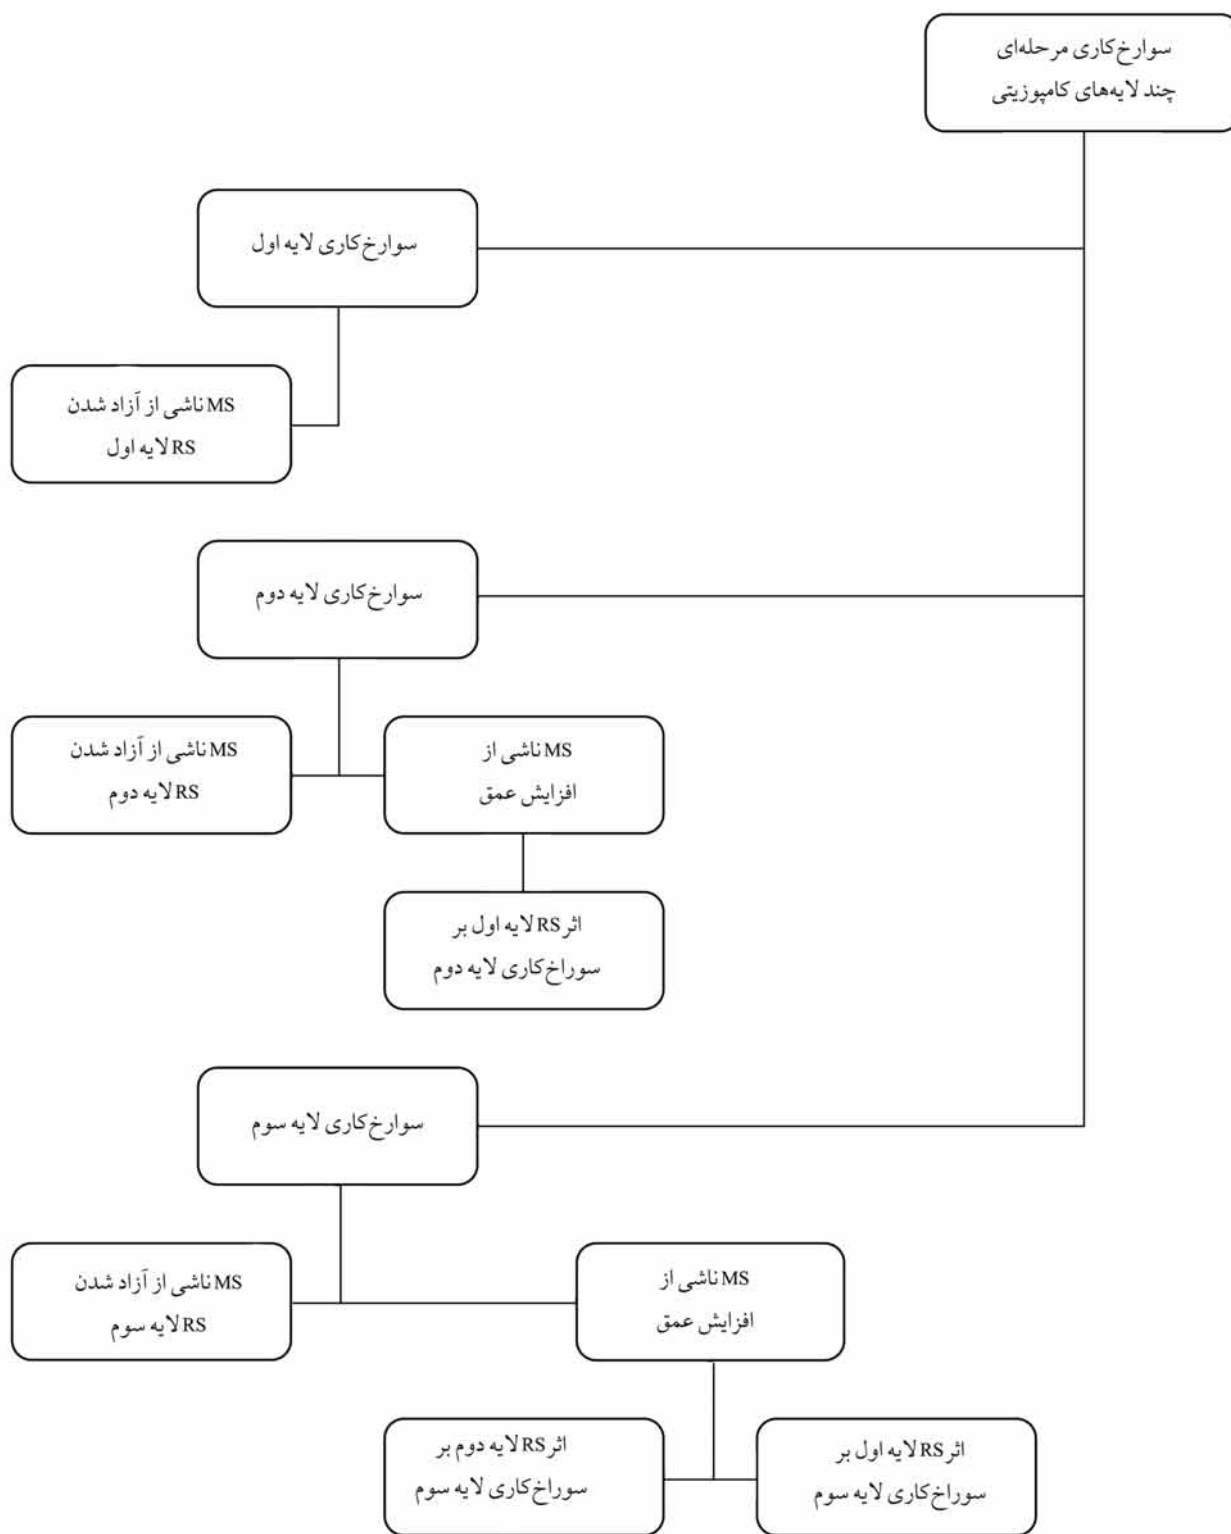 سوارخ‌کاری مرحله‌ای
چند لایه‌های کامپوزیتی
سوارخ‌کاری لایه اول
MS ناشی از آزاد شدن
RS لایه اول
سوارخ‌کاری لایه دوم
MS ناشی از
افزایش عمق
MS ناشی از آزاد شدن
RS لایه دوم
اثر RS لایه اول بر
سوراخ‌کاری لایه دوم
سوارخ‌کاری لایه سوم
MS ناشی از
افزایش عمق
MS ناشی از آزاد شدن
RS لایه سوم
اثر RS لایه اول بر
سوراخ‌کاری لایه سوم
اثر RS لایه دوم بر
سوراخ‌کاری لایه سوم